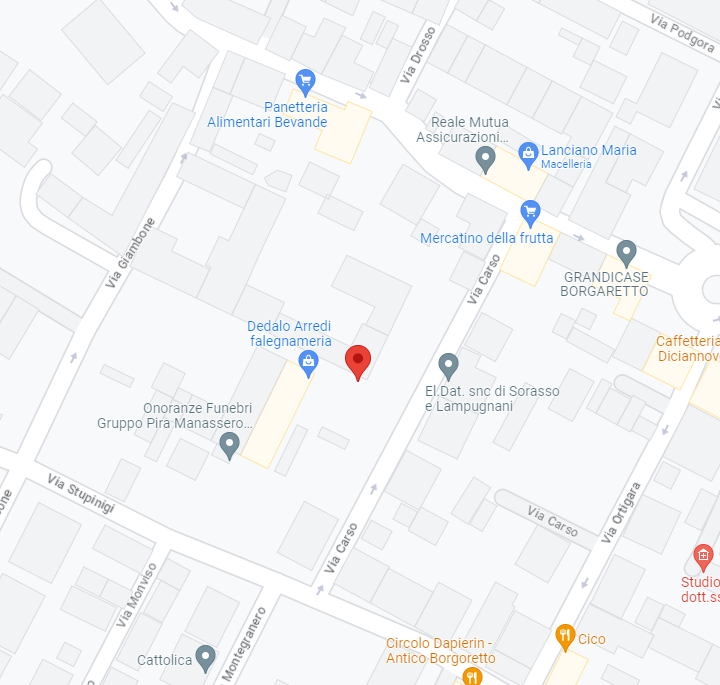 Via Podgora
Via Drosso
Panetteria
Alimentari Bevande
Reale Mutua
Assicurazioni...
Lanciano Maria
Macelleria
Via Giambone
Mercatino della frutta
Via Carso
GRANDICASE
BORGARETTO
Dedalo Arredi
falegnameria
Caffetteria
Diciannove
El.Dat. snc di Sorasso
e Lampugnani
Onoranze Funebri
Gruppo Pira Manassero...
Via Stupinigi
Via Carso
Via Carso
Via Ortigara
Via Monviso
Studio
dott.ss
Montegranero
Cattolica
Circolo Dapierin -
Antico Borgoretto
Cico